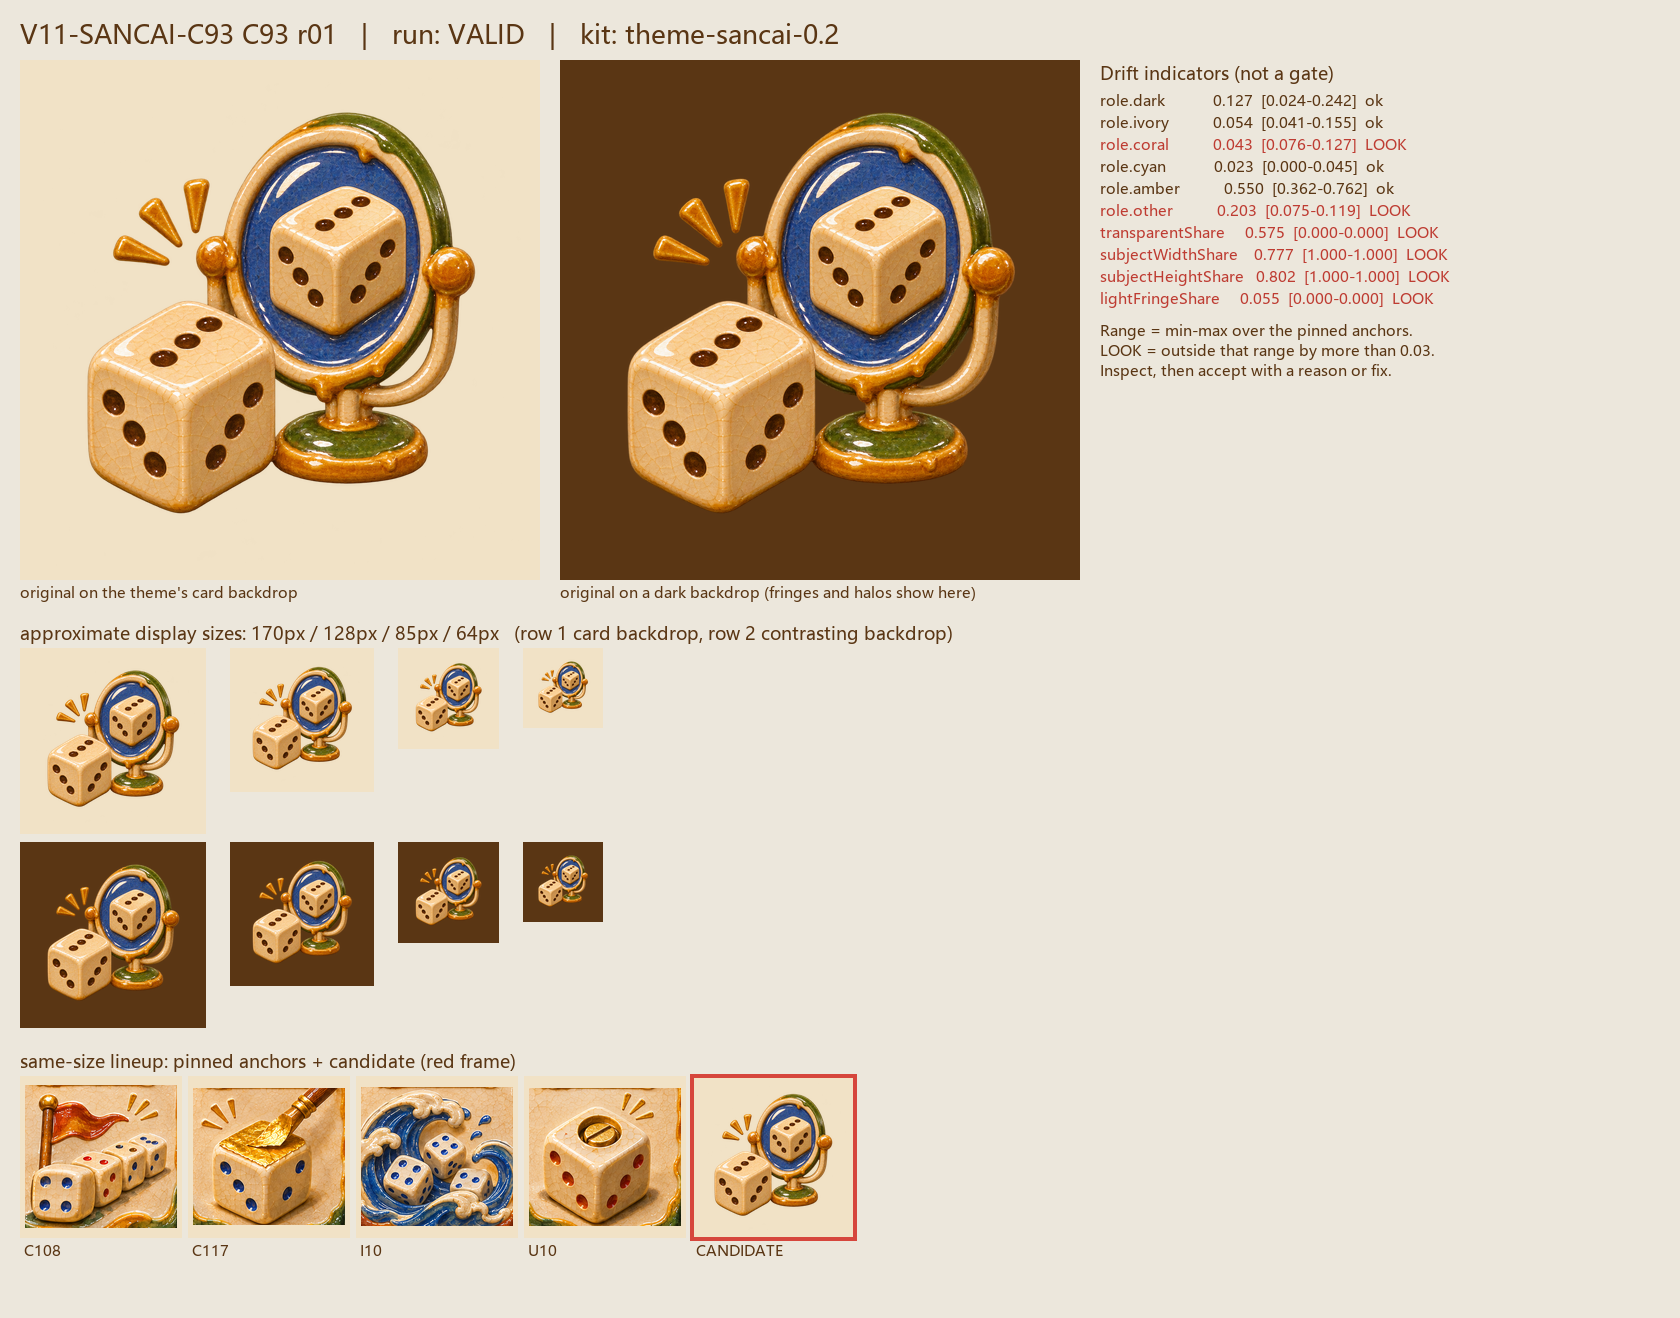 V11-SANCAI-C93 C93 r01 | run: VALID | kit: theme-sancai-0.2
Drift indicators (not a gate)
role.dark 0.127 [0.024-0.242] ok
role.ivory 0.054 [0.041-0.155] ok
role.coral 0.043 [0.076-0.127] LOOK
role.cyan 0.023 [0.000-0.045] ok
role.amber 0.550 [0.362-0.762] ok
role.other 0.203 [0.075-0.119] LOOK
transparentShare 0.575 [0.000-0.000] LOOK
subjectWidthShare 0.777 [1.000-1.000] LOOK
subjectHeightShare 0.802 [1.000-1.000] LOOK
lightFringeShare 0.055 [0.000-0.000] LOOK
Range = min-max over the pinned anchors.
LOOK = outside that range by more than 0.03.
Inspect, then accept with a reason or fix.
original on the theme's card backdrop
original on a dark backdrop (fringes and halos show here)
approximate display sizes: 170px / 128px / 85px / 64px (row 1 card backdrop, row 2 contrasting backdrop)
same-size lineup: pinned anchors + candidate (red frame)
C108
C117
I10
U10
CANDIDATE